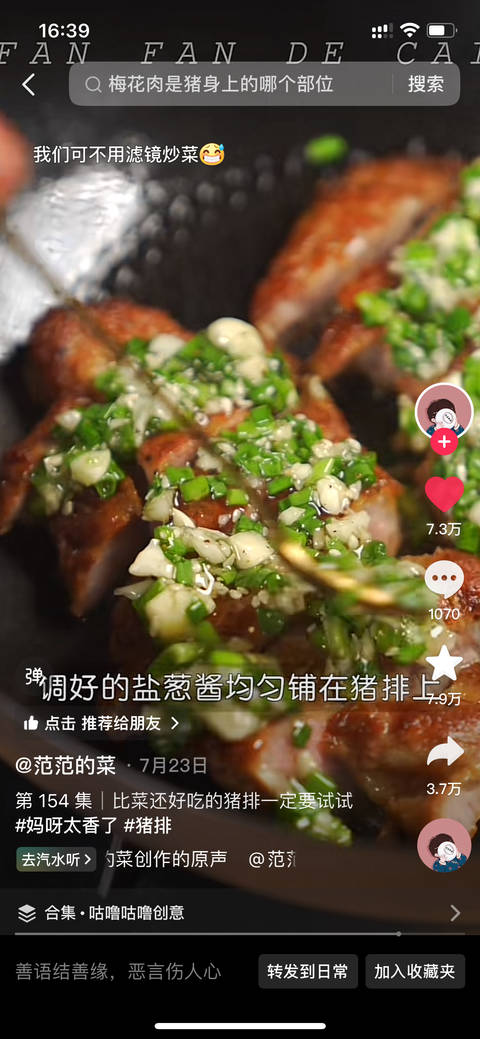 16:39
FAN FAN DE CAI
梅花肉是猪身上的哪个部位
搜索
我们可不用滤镜炒菜😅
7.3万
1070
弹
调好的盐葱酱均匀铺在猪排上
7.9万
点击 推荐给朋友
@范范的菜 · 7月23日
3.7万
第 154 集｜比菜还好吃的猪排一定要试试
#妈呀太香了 #猪排
去汽水听
的菜创作的原声 @范范
合集 · 咕噜咕噜创意
善语结善缘，恶言伤人心
转发到日常
加入收藏夹